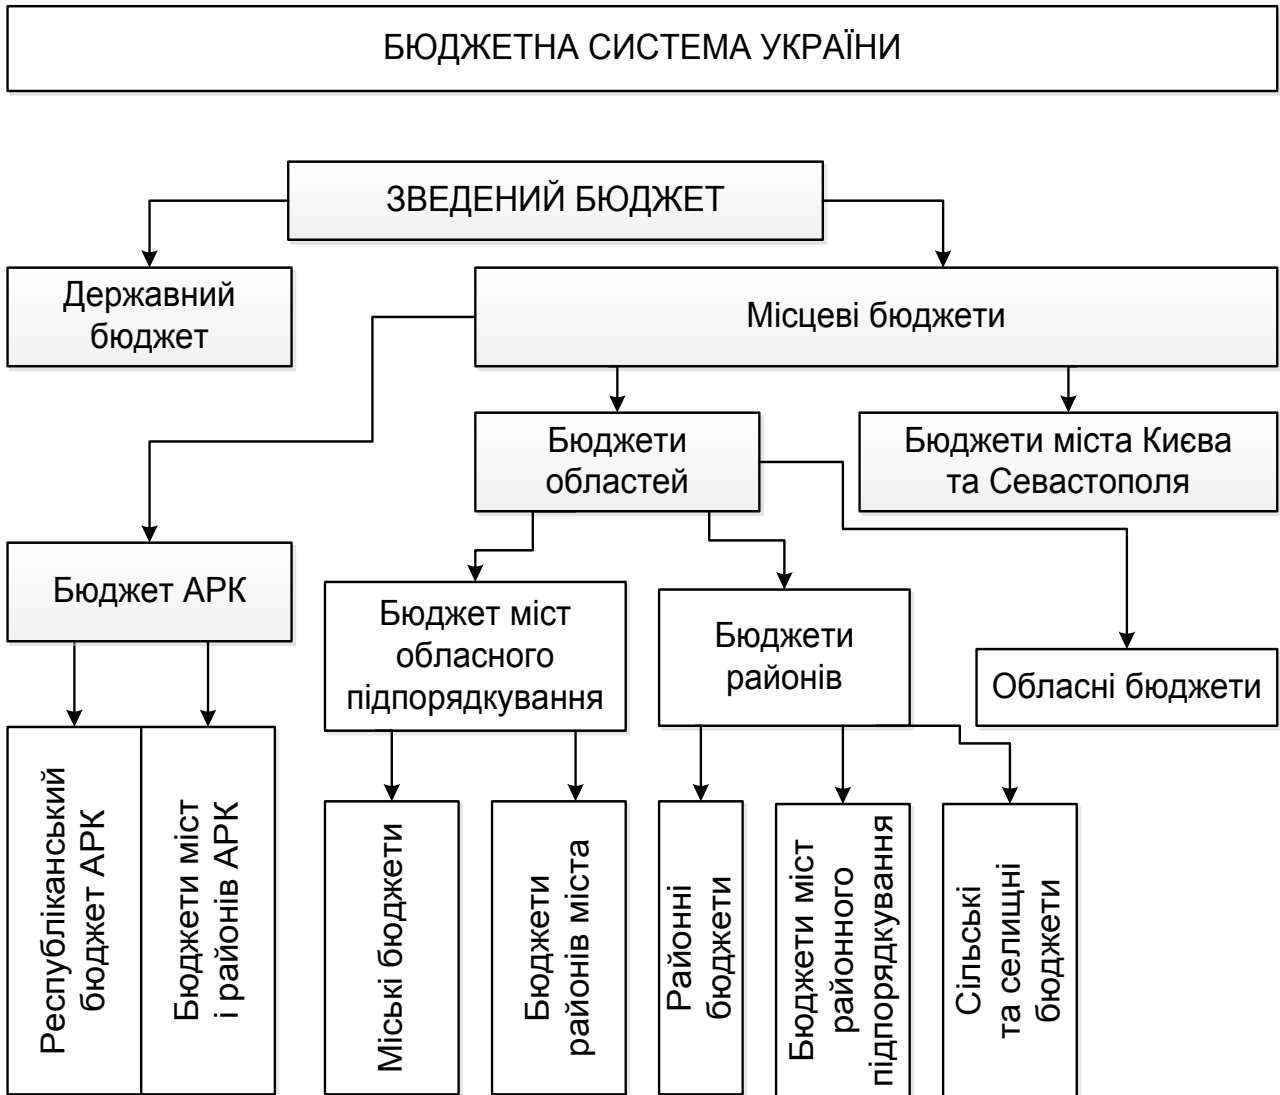 БЮДЖЕТНА СИСТЕМА УКРАЇНИ
ЗВЕДЕНИЙ БЮДЖЕТ
Державний
бюджет
Місцеві бюджети
Бюджети
областей
Бюджети міста Києва
та Севастополя
Бюджет АРК
Бюджет міст
обласного
підпорядкування
Бюджети
районів
Обласні бюджети
Республіканський
бюджет АРК
Бюджети міст
і районів АРК
Міські бюджети
Бюджети
районів міста
Районні
бюджети
Бюджети міст
районного
підпорядкування
Сільські
та селищні
бюджети